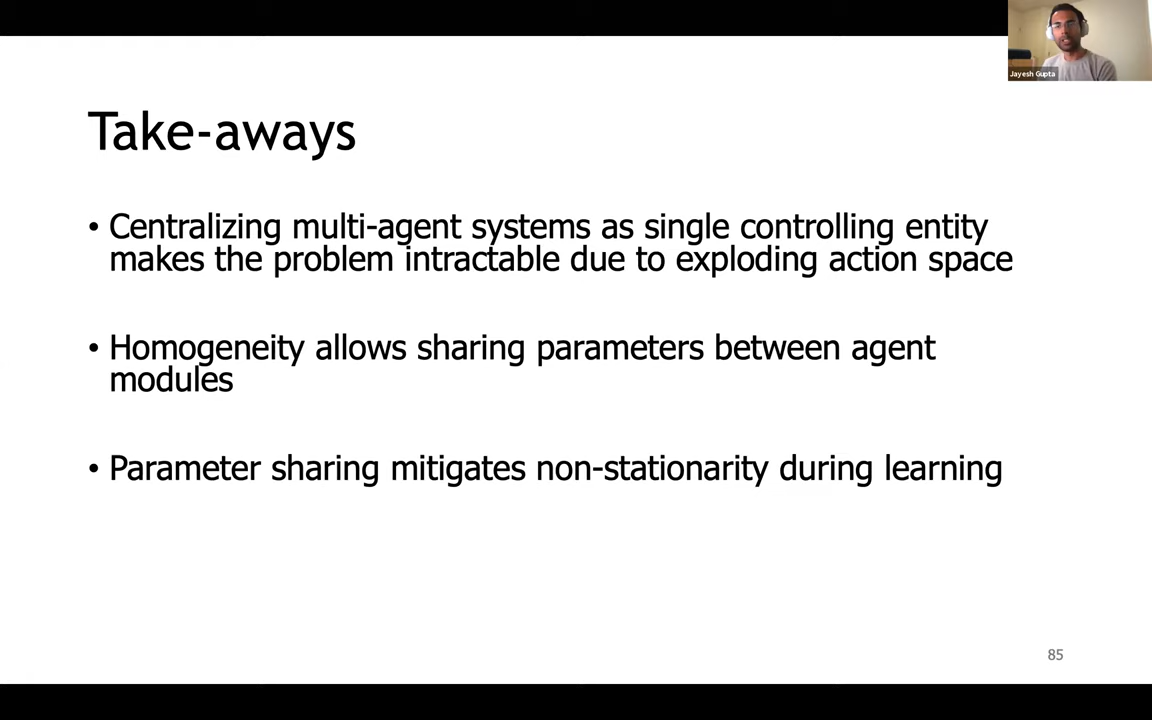 Jayesh Gupta
Take-aways
• Centralizing multi-agent systems as single controlling entity
makes the problem intractable due to exploding action space
• Homogeneity allows sharing parameters between agent
modules
• Parameter sharing mitigates non-stationarity during learning
85